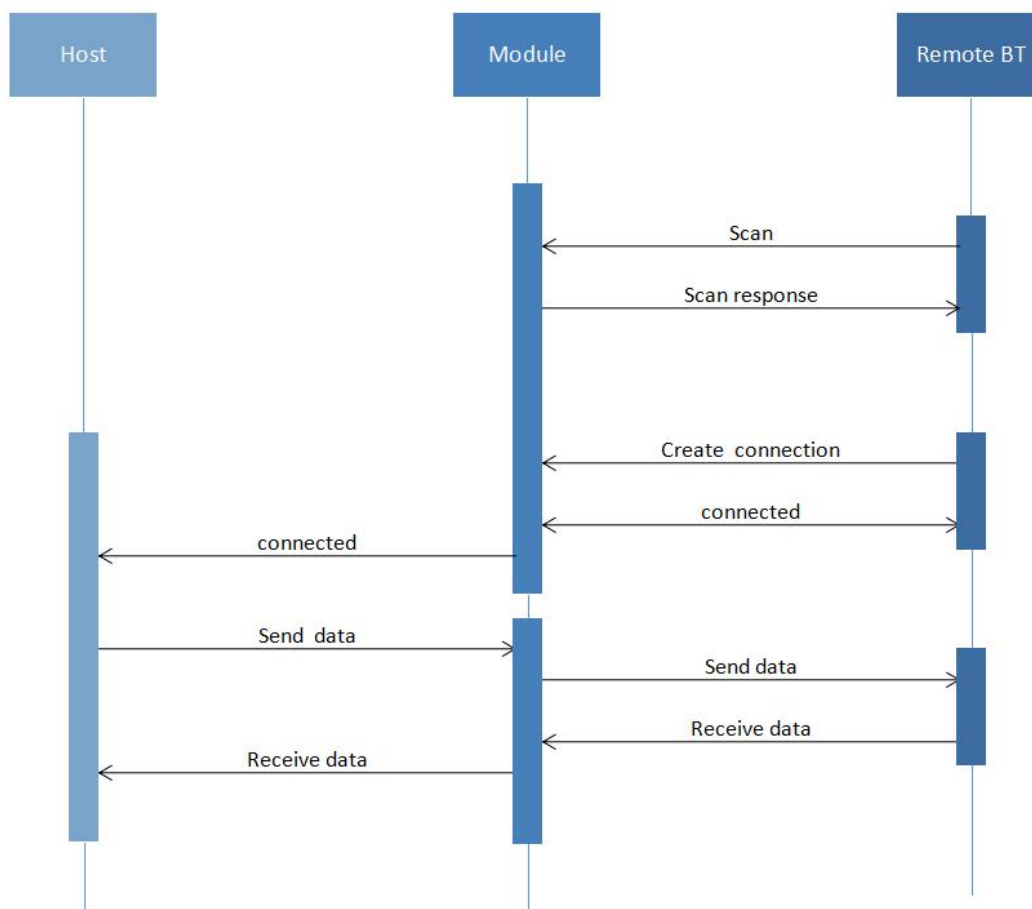 Host
Module
Remote BT
Scan
Scan response
Create  connection
connected
connected
Send  data
Send data
Receive data
Receive data